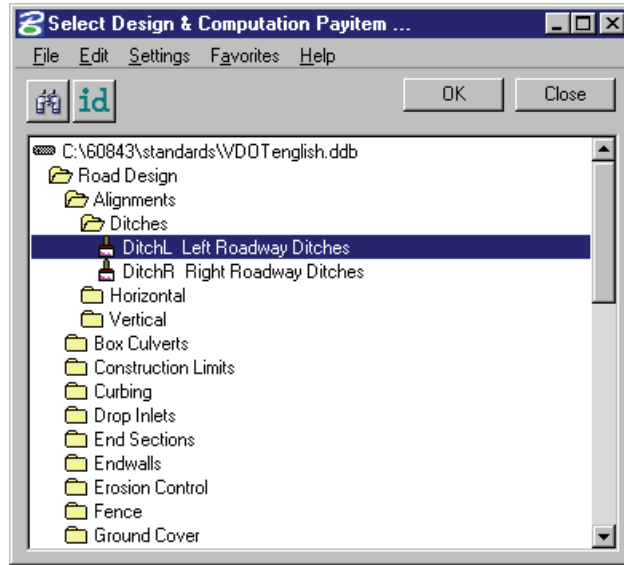 Select Design & Computation Payitem ...
File Edit Settings Favorites Help
id OK Close
C:\60843\standards\VDOTenglish.ddb
Road Design
Alignments
Ditches
DitchL Left Roadway Ditches
DitchR Right Roadway Ditches
Horizontal
Vertical
Box Culverts
Construction Limits
Curbing
Drop Inlets
End Sections
Endwalls
Erosion Control
Fence
Ground Cover